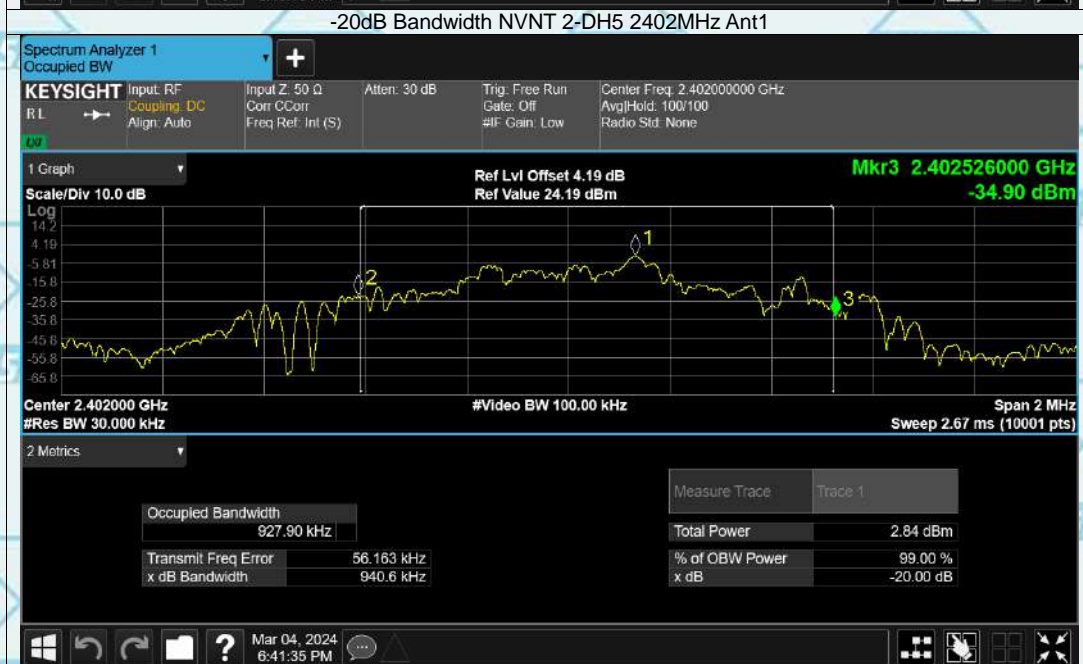 -20dB Bandwidth NVNT 2-DH5 2402MHz Ant1
Spectrum Analyzer 1
Occupied BW
+
KEYSIGHT Input: RF Input Z: 50 Ω Atten: 30 dB Trig: Free Run Center Freq: 2.402000000 GHz
R L Coupling: DC Corr CCorr Gate: Off Avg|Hold: 100/100
Align: Auto Freq Ref: Int (S) #IF Gain: Low Radio Std: None
LXI
1 Graph Ref Lvl Offset 4.19 dB Mkr3 2.402526000 GHz
Scale/Div 10.0 dB Ref Value 24.19 dBm -34.90 dBm
Log
14.2
4.19
-5.81
-15.8
-25.8
-35.8
-45.8
-55.8
-65.8
1
2
3
Center 2.402000 GHz #Video BW 100.00 kHz Span 2 MHz
#Res BW 30.000 kHz Sweep 2.67 ms (10001 pts)
2 Metrics
Measure Trace Trace 1
Occupied Bandwidth
927.90 kHz Total Power 2.84 dBm
Transmit Freq Error 56.163 kHz % of OBW Power 99.00 %
x dB Bandwidth 940.6 kHz x dB -20.00 dB
? Mar 04, 2024
6:41:35 PM